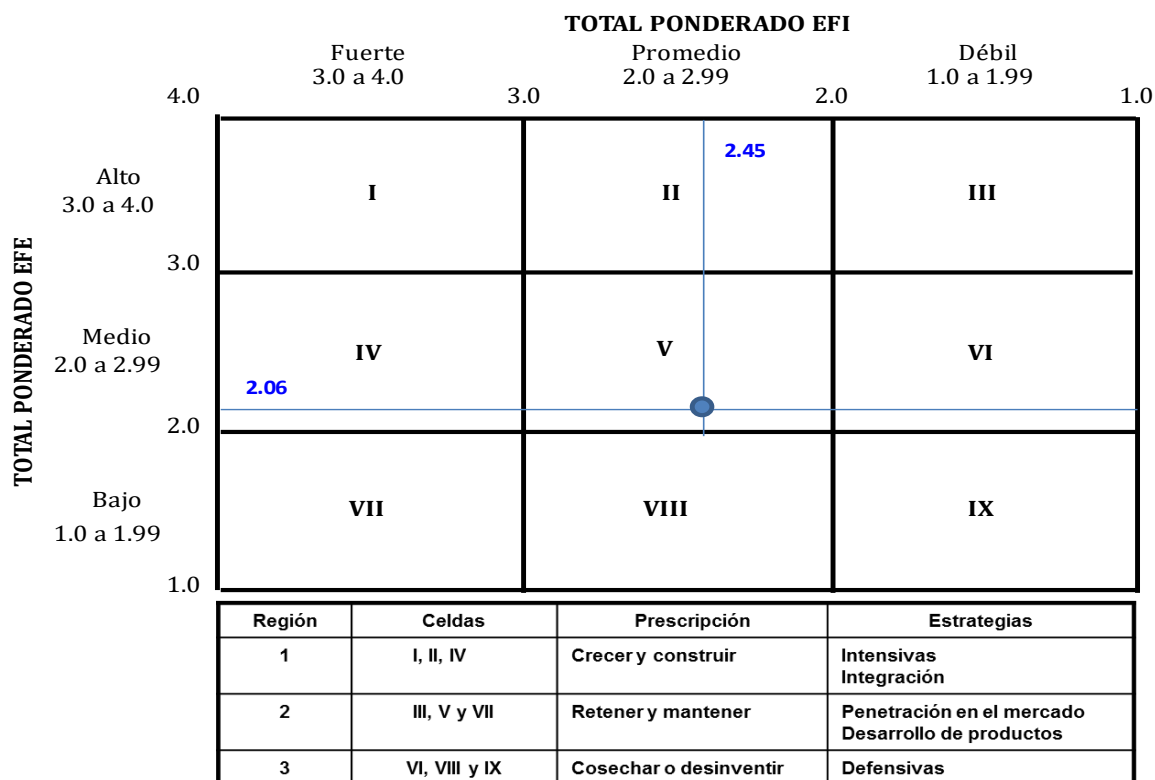 TOTAL PONDERADO EFI
Fuerte Promedio Débil
3.0 a 4.0 2.0 a 2.99 1.0 a 1.99
4.0 3.0 2.0 1.0
2.45
Alto
3.0 a 4.0
I II III
TOTAL PONDERADO EFE
3.0
Medio
2.0 a 2.99
IV V VI
2.06
2.0
Bajo
1.0 a 1.99
VII VIII IX
1.0
Región Celdas Prescripción Estrategias
1 I, II, IV Crecer y construir Intensivas
Integración
2 III, V y VII Retener y mantener Penetración en el mercado
Desarrollo de productos
3 VI, VIII y IX Cosechar o desinventir Defensivas